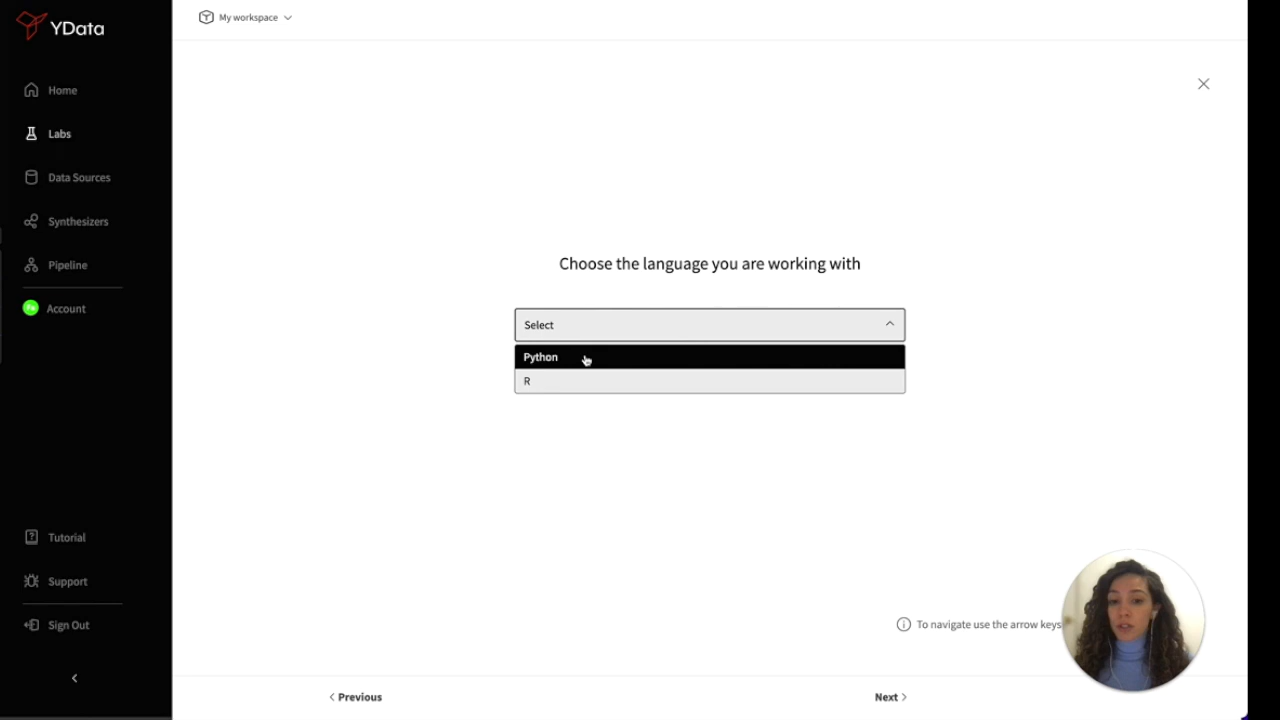 YData
My workspace
Home
Labs
Data Sources
Synthesizers
Pipeline
Account
Choose the language you are working with
Select
Python
R
Tutorial
Support
Sign Out
To navigate use the arrow keys
Previous
Next